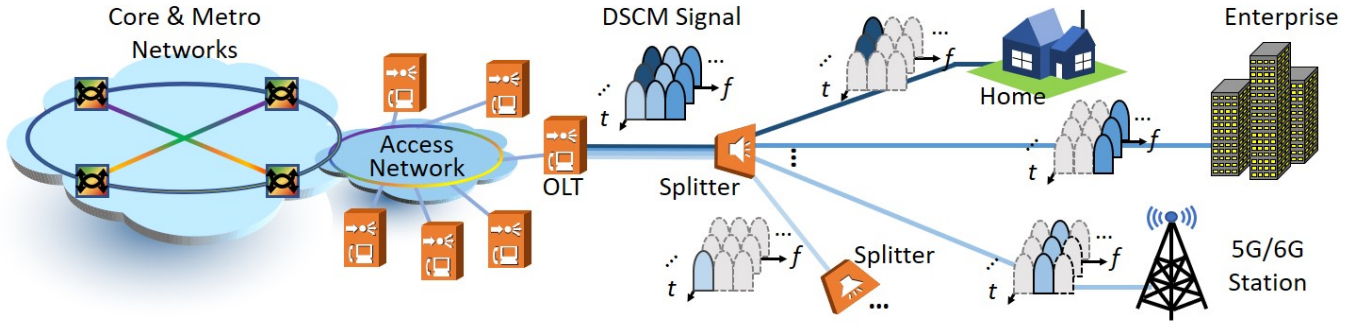 Core & Metro
Networks
Access
Network
OLT
DSCM Signal
...
...
f
t
Splitter
...
...
f
t
Home
...
...
...
f
t
Enterprise
...
...
f
t
Splitter
...
...
...
f
t
5G/6G
Station